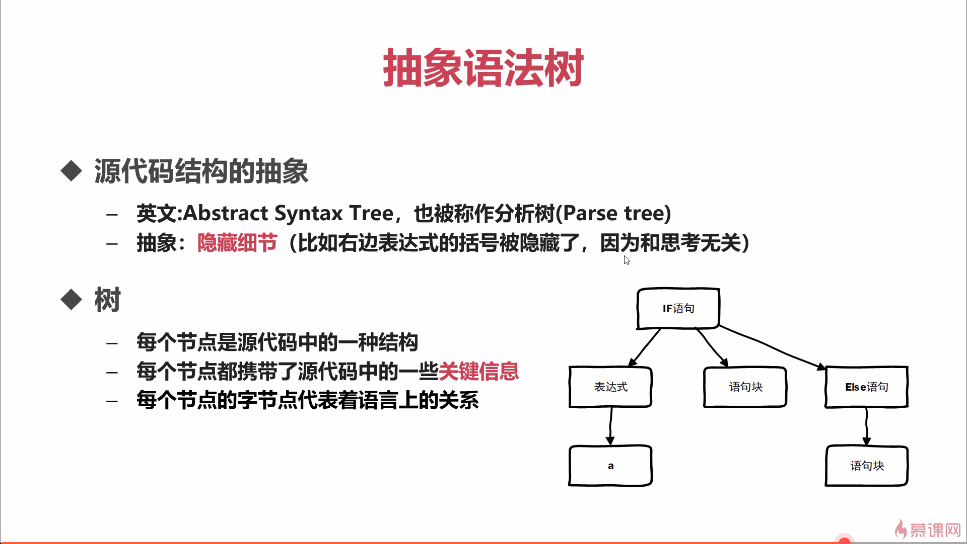 抽象语法树
源代码结构的抽象
– 英文:Abstract Syntax Tree，也被称作分析树(Parse tree)
– 抽象：隐藏细节（比如右边表达式的括号被隐藏了，因为和思考无关）
树
– 每个节点是源代码中的一种结构
– 每个节点都携带了源代码中的一些关键信息
– 每个节点的字节点代表着语言上的关系
IF语句
表达式
语句块
Else语句
a
语句块
慕课网